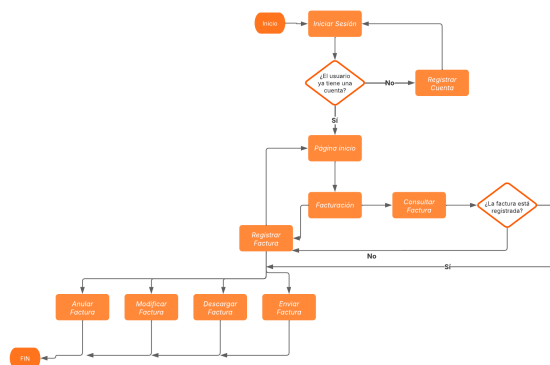 Inicio
Iniciar Sesión
¿El usuario
ya tiene una
cuenta?
No
Registrar
Cuenta
Sí
Página inicio
Facturación
Consultar
Factura
¿La factura está
registrada?
Registrar
Factura
No
Sí
Anular
Factura
Modificar
Factura
Descargar
Factura
Enviar
Factura
FIN